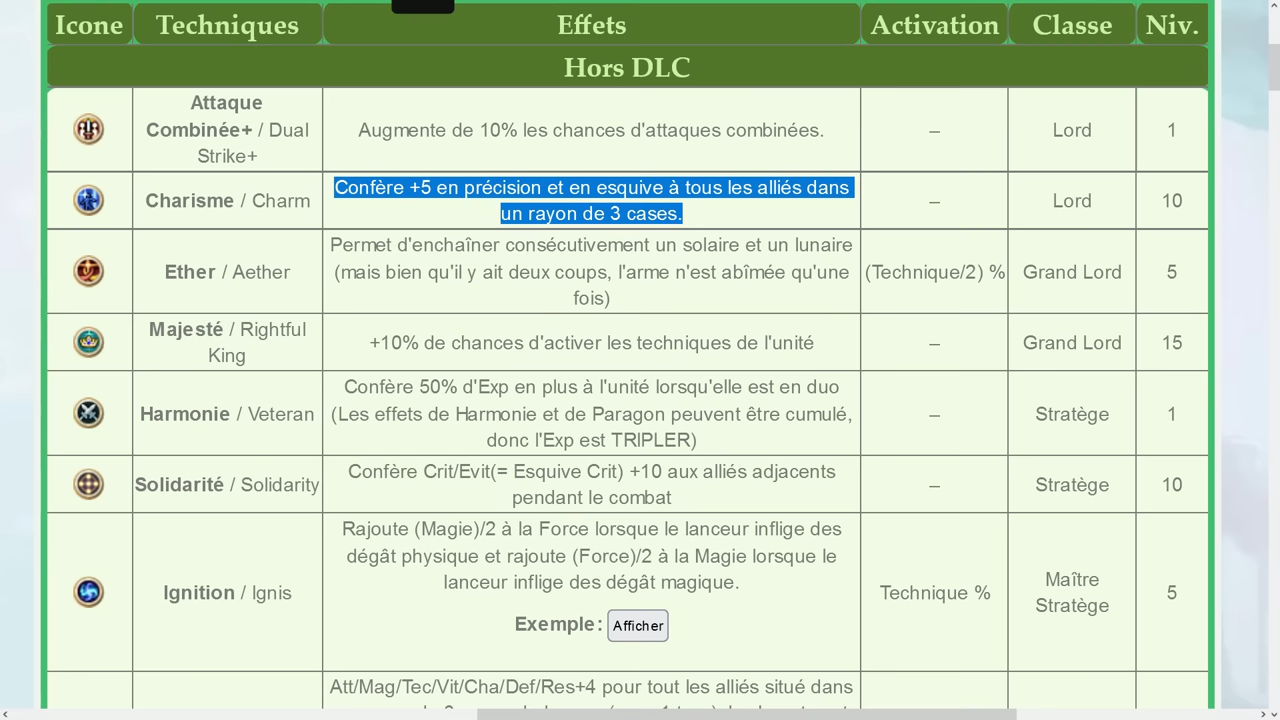 Icone Techniques Effets Activation Classe Niv.
Hors DLC
Attaque
Combinée+ / Dual
Strike+
Augmente de 10% les chances d'attaques combinées.
–
Lord
1
Charisme / Charm
Confère +5 en précision et en esquive à tous les alliés dans
un rayon de 3 cases.
–
Lord
10
Ether / Aether
Permet d'enchaîner consécutivement un solaire et un lunaire
(mais bien qu'il y ait deux coups, l'arme n'est abîmée qu'une
fois)
(Technique/2) %
Grand Lord
5
Majesté / Rightful
King
+10% de chances d'activer les techniques de l'unité
–
Grand Lord
15
Harmonie / Veteran
Confère 50% d'Exp en plus à l'unité lorsqu'elle est en duo
(Les effets de Harmonie et de Paragon peuvent être cumulé,
donc l'Exp est TRIPLER)
–
Stratège
1
Solidarité / Solidarity
Confère Crit/Evit(= Esquive Crit) +10 aux alliés adjacents
pendant le combat
–
Stratège
10
Ignition / Ignis
Rajoute (Magie)/2 à la Force lorsque le lanceur inflige des
dégât physique et rajoute (Force)/2 à la Magie lorsque le
lanceur inflige des dégât magique.
Exemple : Afficher
Technique %
Maître
Stratège
5
Att/Mag/Tec/Vit/Cha/Def/Res+4 pour tout les alliés situé dans